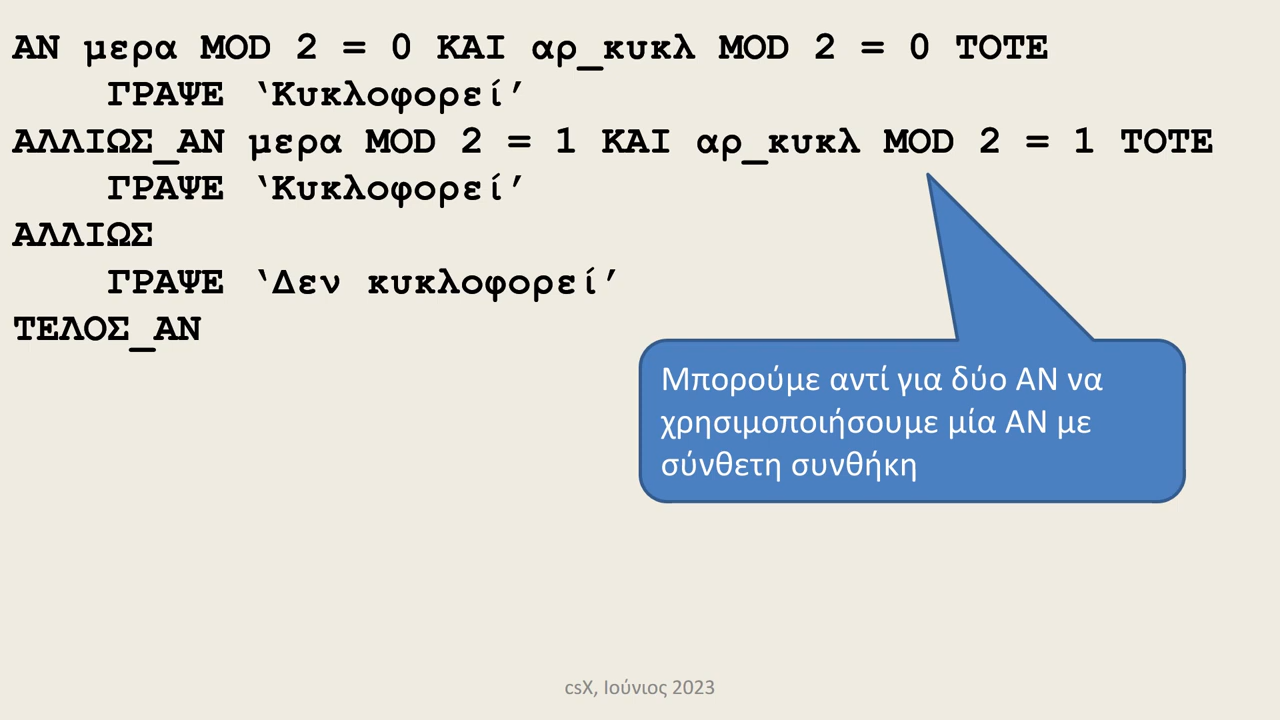 ΑΝ μερα MOD 2 = 0 ΚΑΙ αρ_κυκλ MOD 2 = 0 ΤΟΤΕ
ΓΡΑΨΕ ‘Κυκλοφορεί’
ΑΛΛΙΩΣ_ΑΝ μερα MOD 2 = 1 ΚΑΙ αρ_κυκλ MOD 2 = 1 ΤΟΤΕ
ΓΡΑΨΕ ‘Κυκλοφορεί’
ΑΛΛΙΩΣ
ΓΡΑΨΕ ‘Δεν κυκλοφορεί’
ΤΕΛΟΣ_ΑΝ
Μπορούμε αντί για δύο ΑΝ να
χρησιμοποιήσουμε μία ΑΝ με
σύνθετη συνθήκη
csX, Ιούνιος 2023